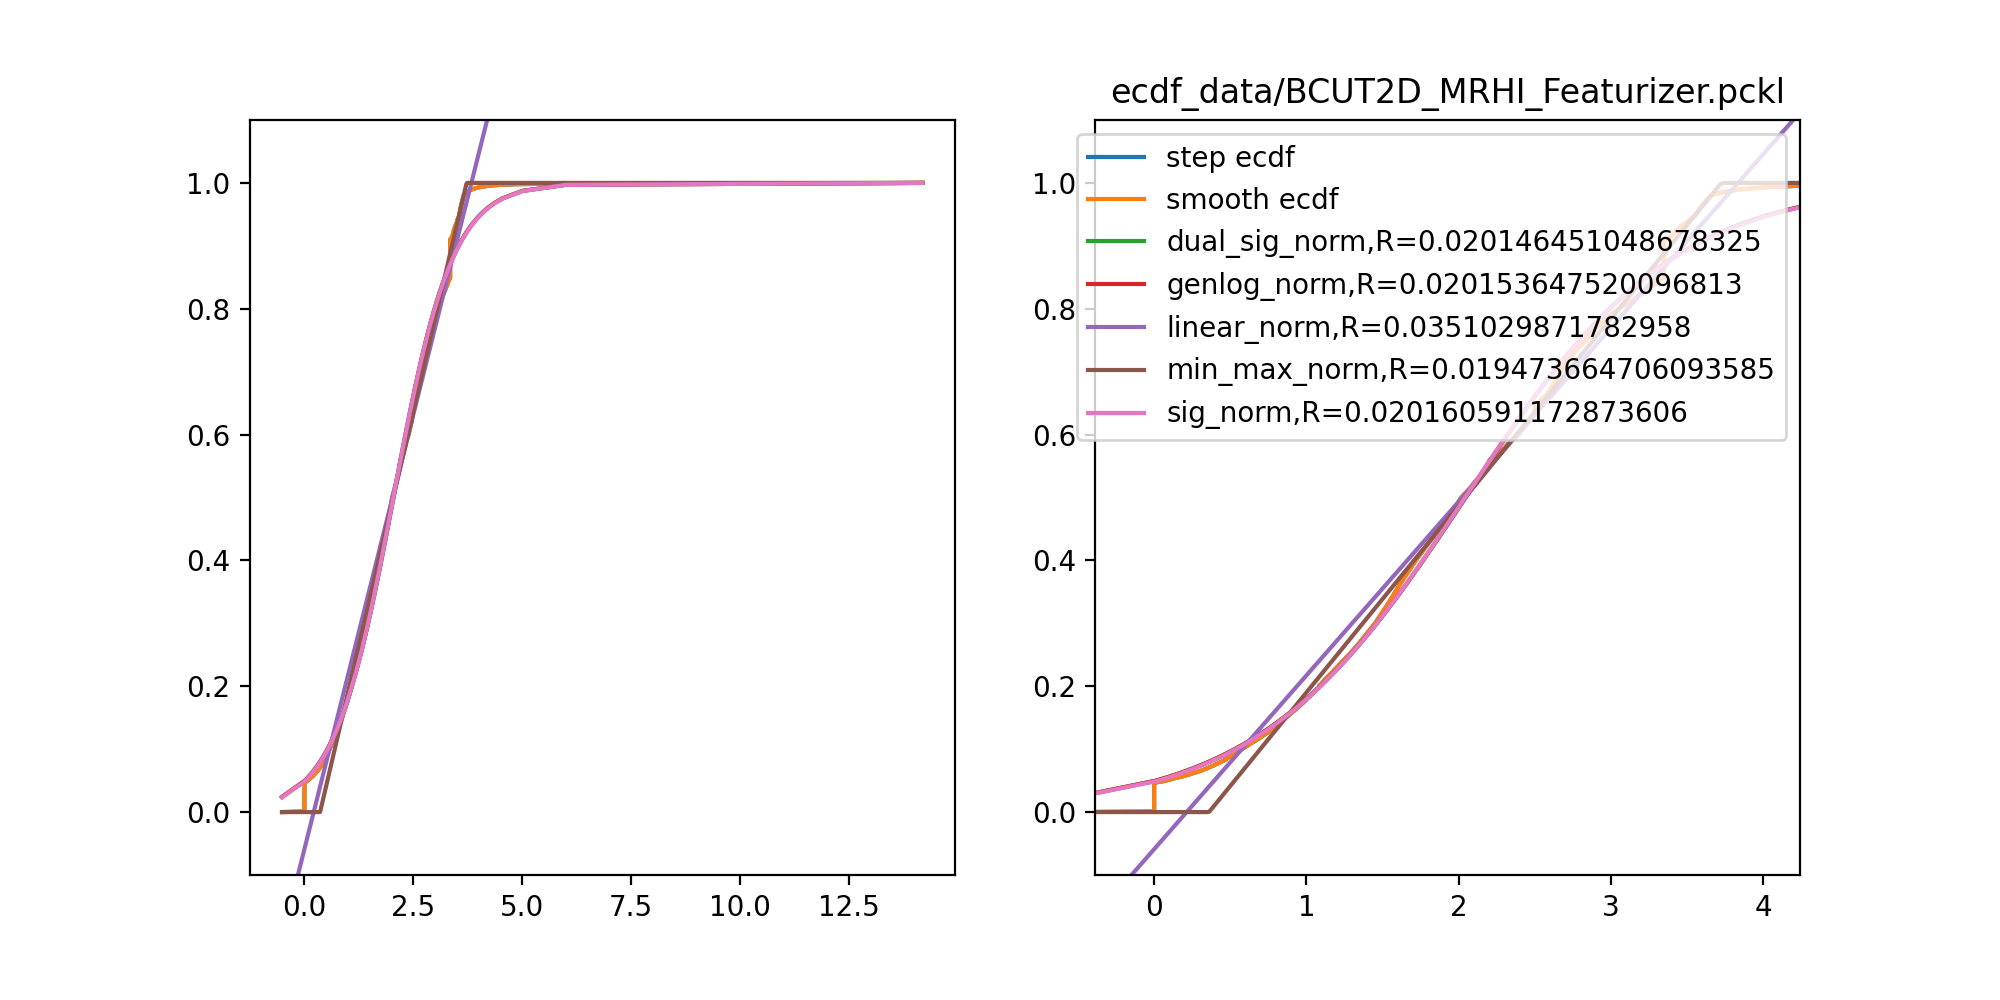 ecdf_data/BCUT2D_MRHI_Featurizer.pckl
1.0
0.8
0.6
0.4
0.2
0.0
0.0 2.5 5.0 7.5 10.0 12.5
1.0
0.8
0.6
0.4
0.2
0.0
0 1 2 3 4
step ecdf
smooth ecdf
dual_sig_norm,R=0.020146451048678325
genlog_norm,R=0.020153647520096813
linear_norm,R=0.0351029871782958
min_max_norm,R=0.019473664706093585
sig_norm,R=0.020160591172873606